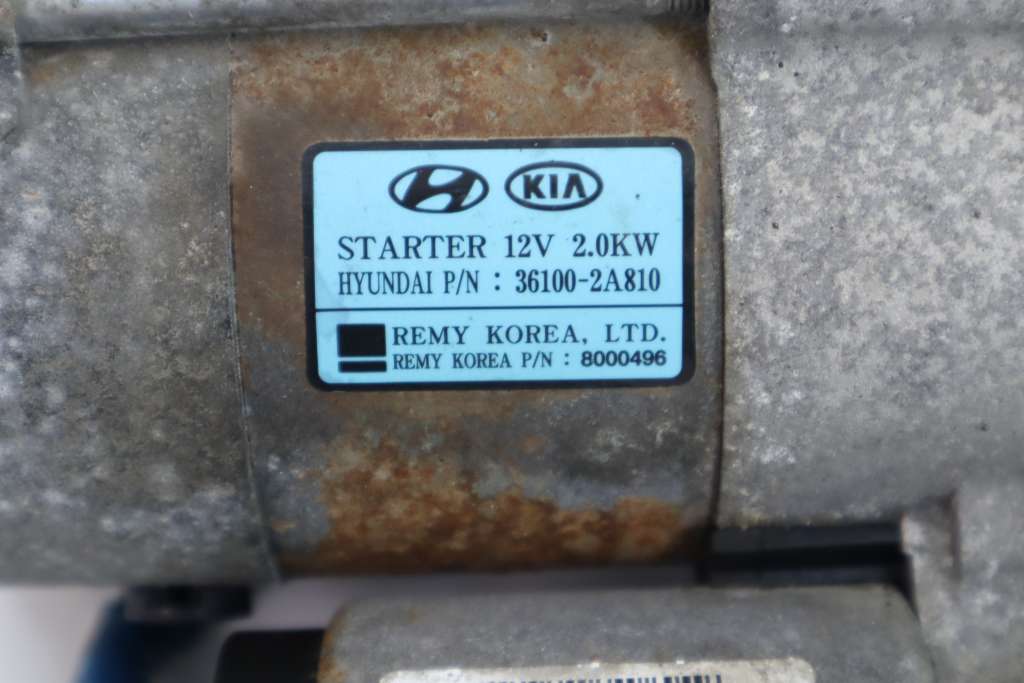 KIA
STARTER 12V 2.0KW
HYUNDAI P/N : 36100-2A810
REMY KOREA, LTD.
REMY KOREA P/N : 8000496